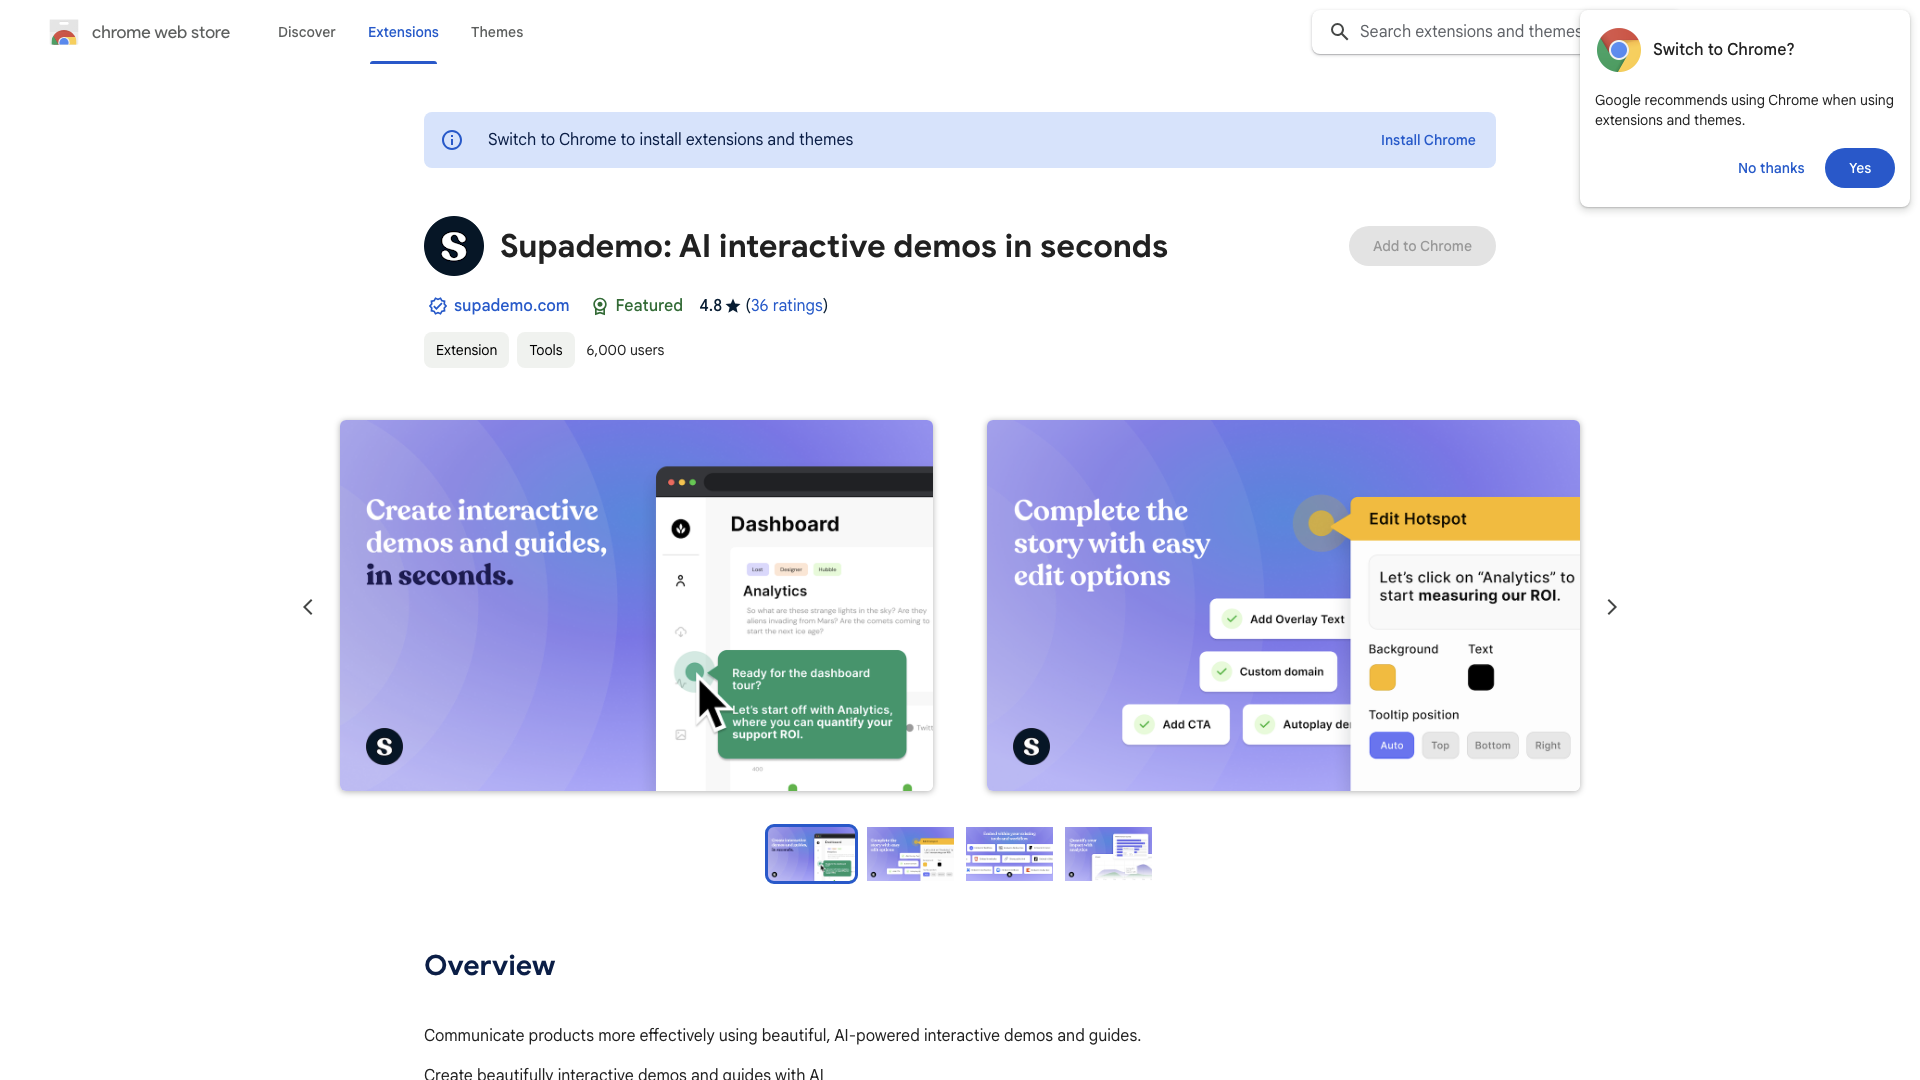 chrome web store
Discover
Extensions
Themes
Search extensions and themes
Switch to Chrome?
Google recommends using Chrome when using
extensions and themes.
No thanks
Yes
Switch to Chrome to install extensions and themes
Install Chrome
S
Supademo: AI interactive demos in seconds
Add to Chrome
supademo.com
Featured
4.8 ★ (36 ratings)
Extension
Tools
6,000 users
Create interactive
demos and guides,
in seconds.
S
Dashboard
Lost
Designer
Hubble
Analytics
So what are these strange lights in the sky? Are they
aliens invading from Mars? Are the comets coming to
start the next ice age?
Ready for the dashboard
tour?
Let's start off with Analytics,
where you can quantify your
support ROI.
Twitt
400
Complete the
story with easy
edit options
S
Edit Hotspot
Let's click on “Analytics” to
start measuring our ROI.
Add Overlay Text
Custom domain
Add CTA
Autoplay de
Background
Text
Tooltip position
Auto
Top
Bottom
Right
Overview
Communicate products more effectively using beautiful, AI-powered interactive demos and guides.
Create beautifully interactive demos and guides with AI